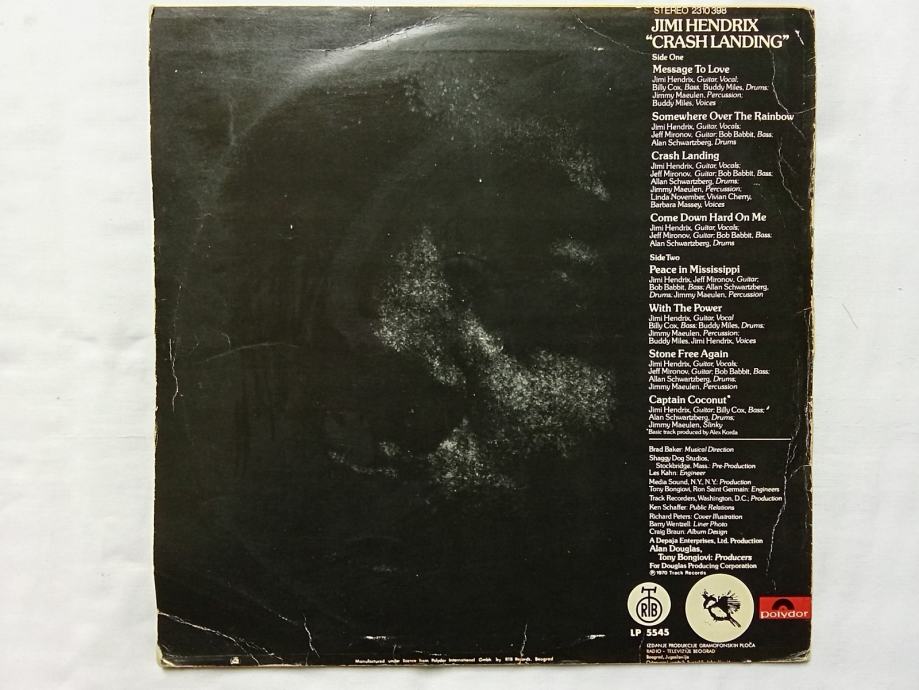 STEREO 2310 398
JIMI HENDRIX
"CRASH LANDING"
Side One
Message To Love
Jimi Hendrix, Guitar, Vocal;
Billy Cox, Bass; Buddy Miles, Drums;
Jimmy Maeulen, Percussion;
Buddy Miles, Voices
Somewhere Over The Rainbow
Jimi Hendrix, Guitar, Vocals;
Jeff Mironov, Guitar; Bob Babbit, Bass;
Alan Schwartzberg, Drums
Crash Landing
Jimi Hendrix, Guitar, Vocals;
Jeff Mironov, Guitar; Bob Babbit, Bass;
Allan Schwartzberg, Drums;
Jimmy Maeulen, Percussion;
Linda November, Vivian Cherry,
Barbara Massey, Voices
Come Down Hard On Me
Jimi Hendrix, Guitar, Vocals;
Jeff Mironov, Guitar; Bob Babbit, Bass;
Alan Schwartzberg, Drums
Side Two
Peace in Mississippi
Jimi Hendrix, Jeff Mironov, Guitar;
Bob Babbit, Bass; Allan Schwartzberg,
Drums; Jimmy Maeulen, Percussion
With The Power
Jimi Hendrix, Guitar, Vocal
Billy Cox, Bass; Buddy Miles, Drums;
Jimmy Maeulen, Percussion;
Buddy Miles, Jimi Hendrix, Voices
Stone Free Again
Jimi Hendrix, Guitar, Vocals;
Jeff Mironov, Guitar; Bob Babbit, Bass;
Allan Schwartzberg, Drums;
Jimmy Maeulen, Percussion
Captain Coconut*
Jimi Hendrix, Guitar; Billy Cox, Bass;
Alan Schwartzberg, Drums;
Jimmy Maeulen, Slinky
*Basic track produced by Alex Korda
Brad Baker: Musical Direction
Shaggy Dog Studios,
Stockbridge, Mass.: Pre-Production
Les Kahn: Engineer
Media Sound, N.Y., N.Y.: Production
Tony Bongiovi, Ron Saint Germain: Engineers
Track Recorders, Washington, D.C.; Production
Ken Schaffer: Public Relations
Richard Peters: Cover Illustration
Barry Wentzell: Liner Photo
Craig Braun: Album Design
A Depaja Enterprises, Ltd. Production
Alan Douglas,
Tony Bongiovi: Producers
For Douglas Producing Corporation
℗ 1970 Track Records
RTB
LP 5545
polydor
IZDANJE PRODUKCIJE GRAMOFONSKIH PLOČA
RADIO - TELEVIZIJE BEOGRAD
Beograd, Jugoslavija
Manufactured under licence from Polydor International Gmbh by RTB Records, Beograd